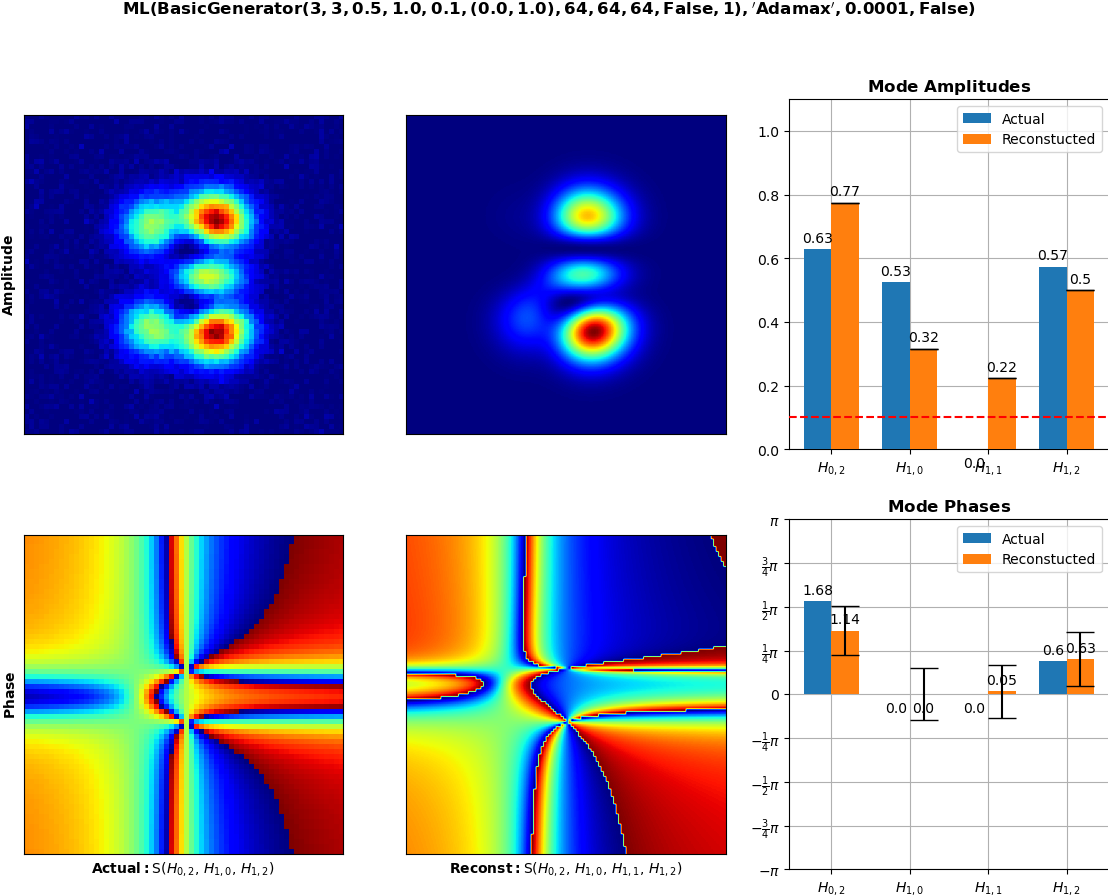 ML(BasicGenerator(3, 3, 0.5, 1.0, 0.1, (0.0, 1.0), 64, 64, 64, False, 1), 'Adamax', 0.0001, False)
Amplitude
Mode Amplitudes
Actual
Reconstucted
1.0
0.8
0.6
0.4
0.2
0.0
0.63
0.77
0.53
0.32
0.0
0.22
0.57
0.5
H0,2
H1,0
H1,1
H1,2
Phase
Actual: S(H0,2, H1,0, H1,2)
Reconst: S(H0,2, H1,0, H1,1, H1,2)
Mode Phases
Actual
Reconstucted
π
3/4π
1/2π
1/4π
0
−1/4π
−1/2π
−3/4π
−π
1.68
1.14
0.0
0.0
0.0
0.05
0.6
0.63
H0,2
H1,0
H1,1
H1,2